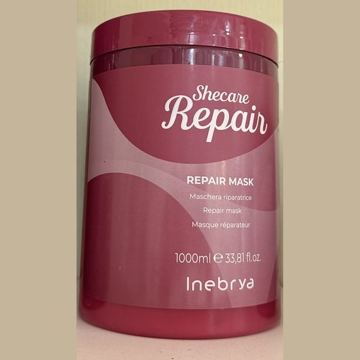 Shecare
Repair
REPAIR MASK
Maschera riparatrice
Repair mask
Masque réparateur
1000ml ℮ 33,81 fl.oz.
Inebrya